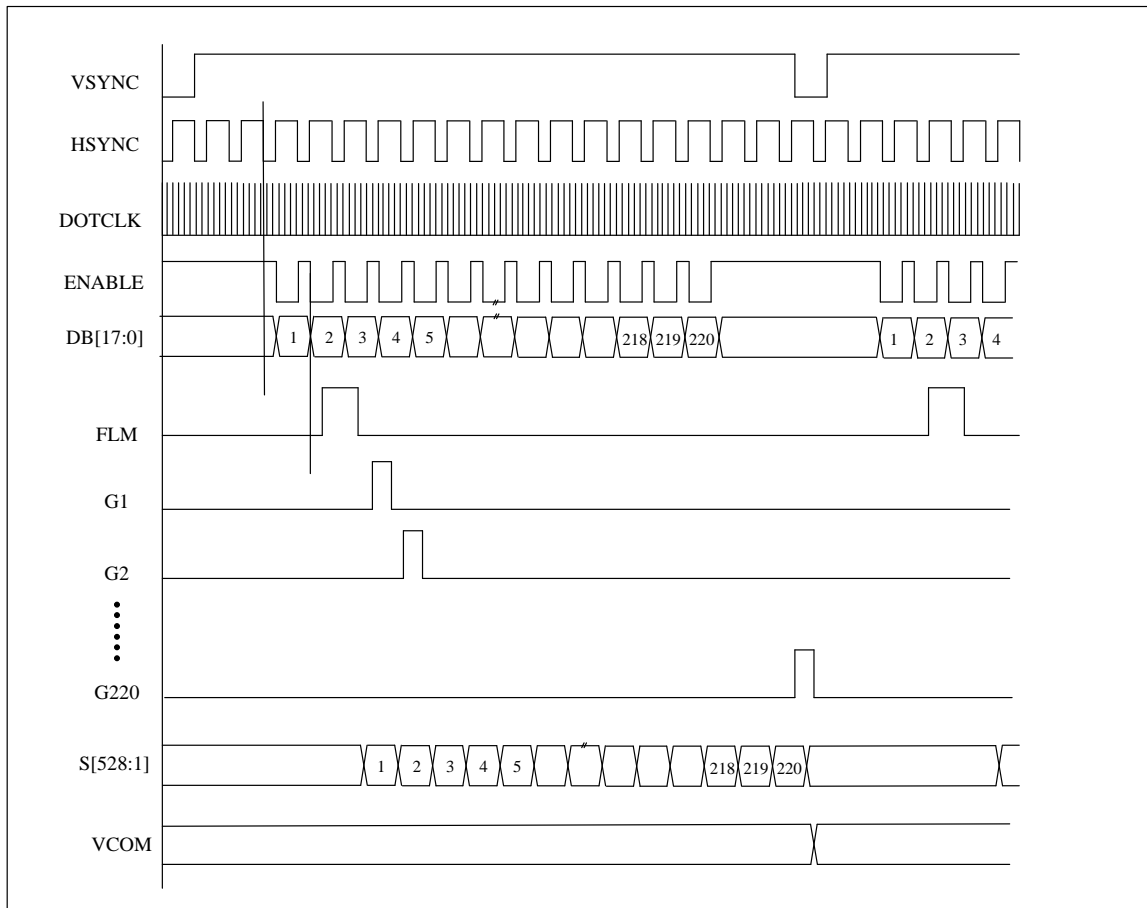 VSYNC
HSYNC
DOTCLK
ENABLE
DB[17:0] 1 2 3 4 5 218 219 220 1 2 3 4
FLM
G1
G2
G220
S[528:1] 1 2 3 4 5 218 219 220
VCOM